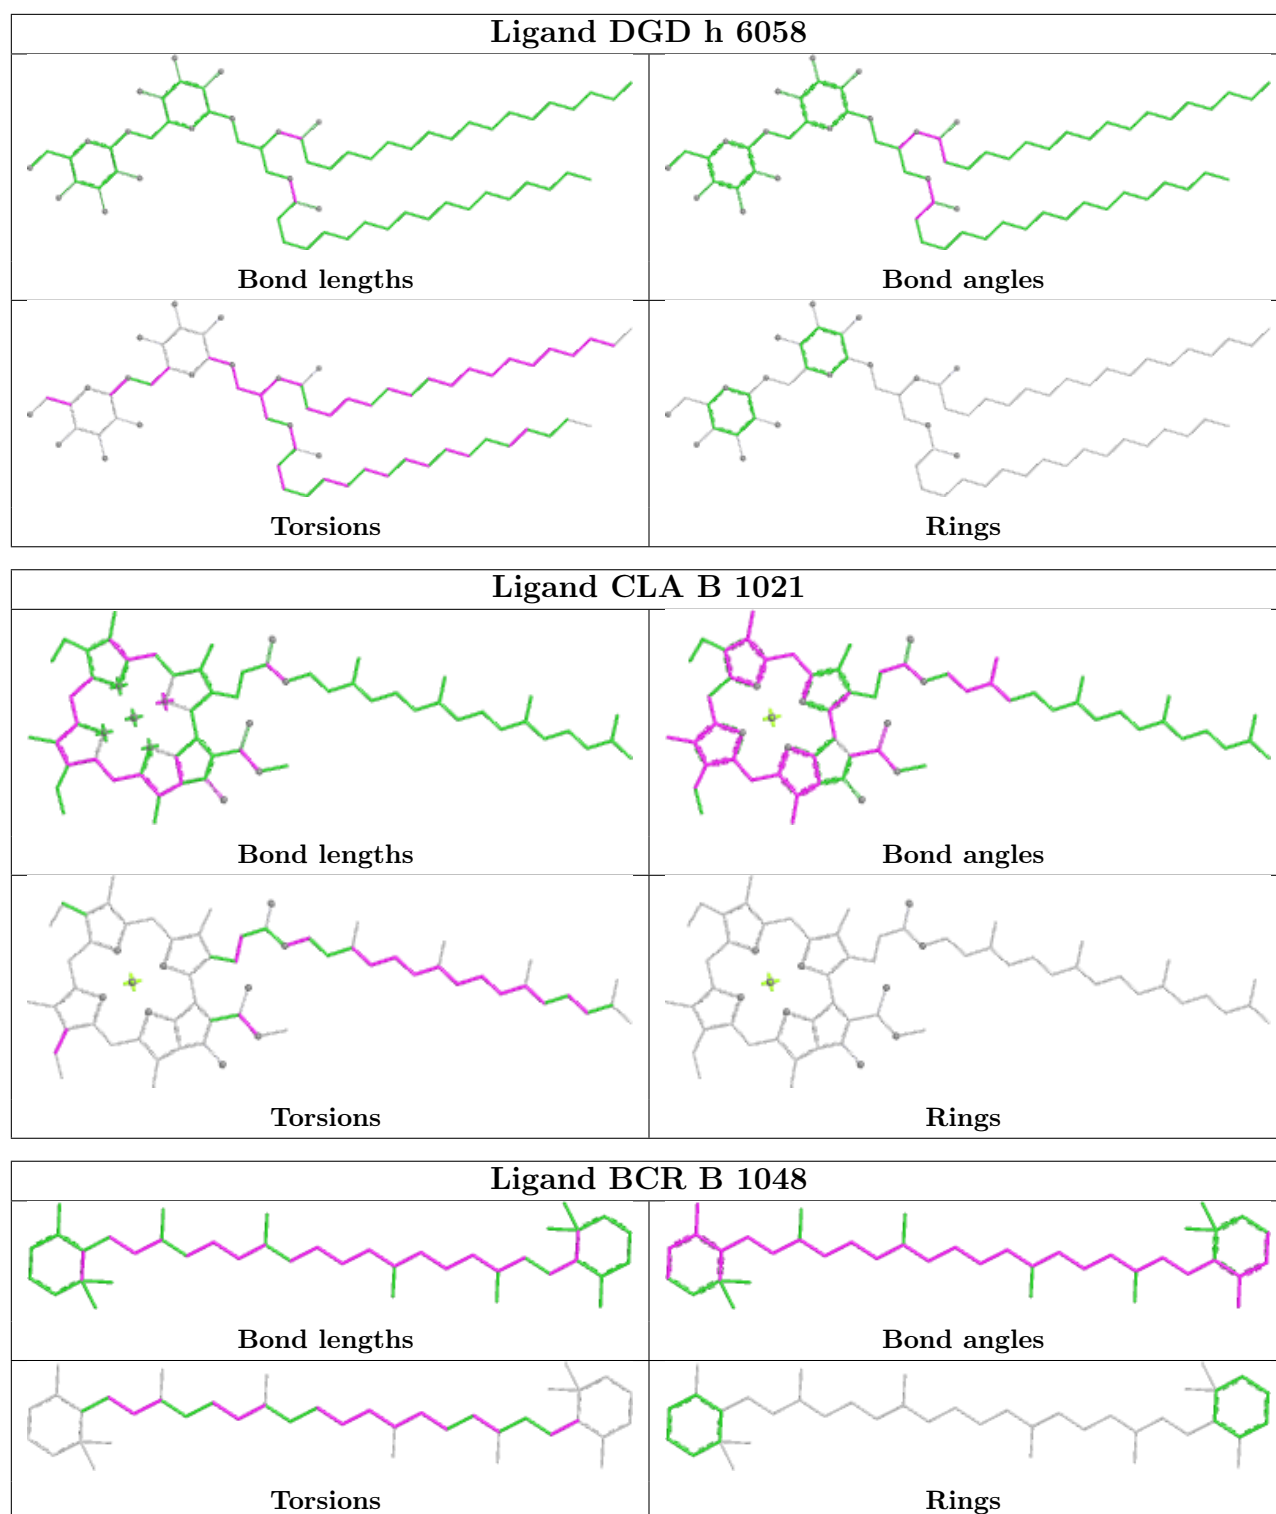 Ligand DGD h 6058
Bond lengths
Bond angles
Torsions
Rings
Ligand CLA B 1021
Bond lengths
Bond angles
Torsions
Rings
Ligand BCR B 1048
Bond lengths
Bond angles
Torsions
Rings